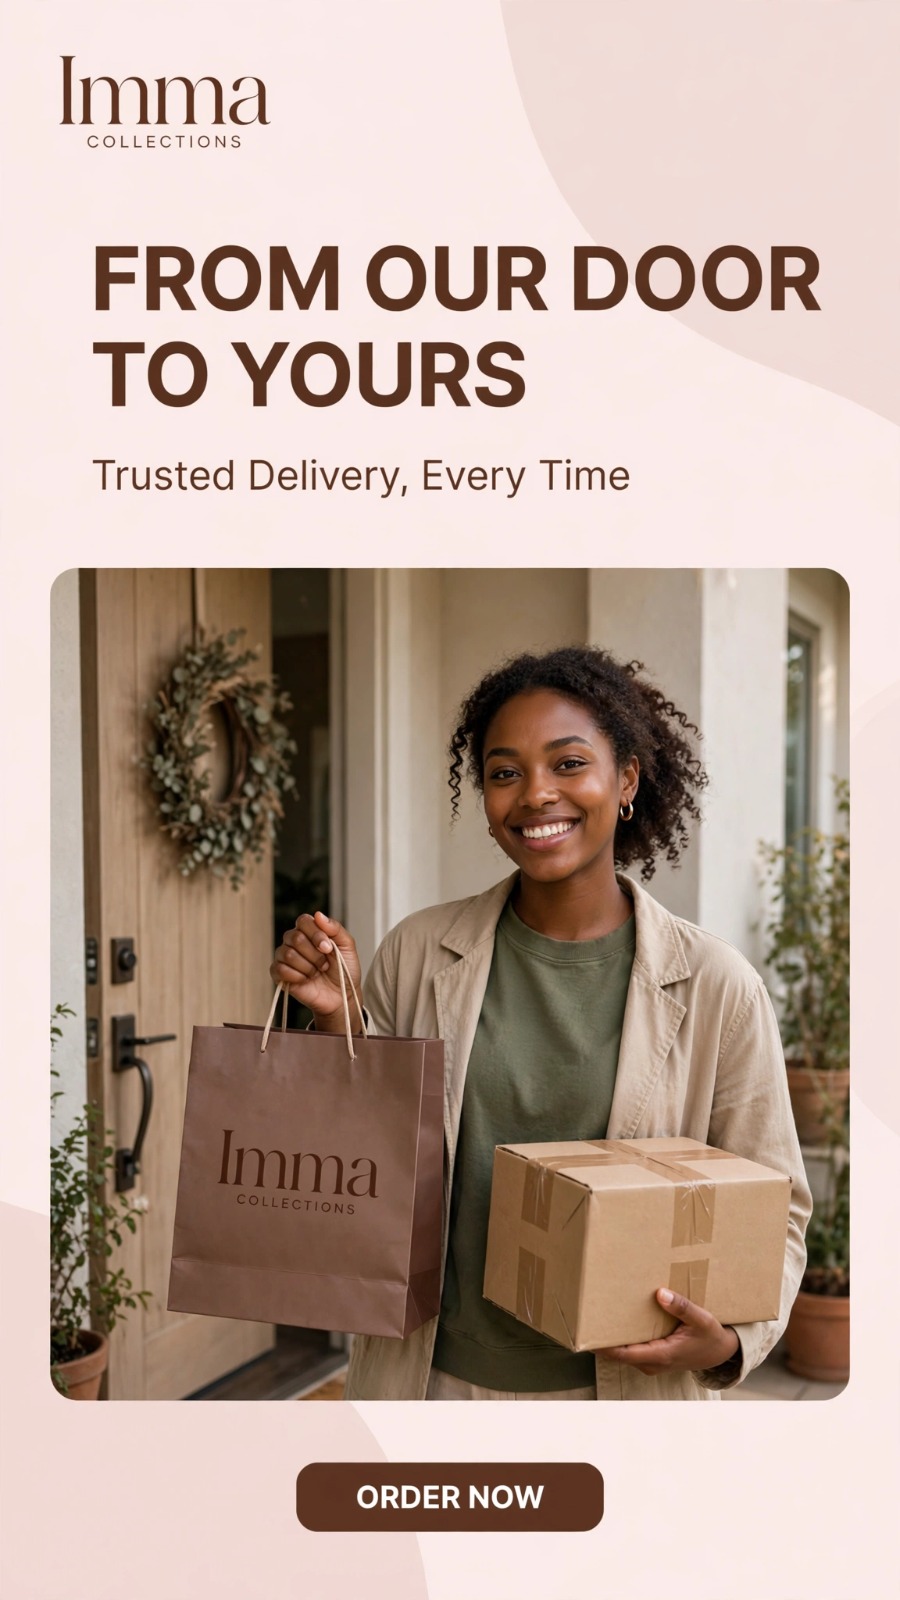 Imma
COLLECTIONS
FROM OUR DOOR
TO YOURS
Trusted Delivery, Every Time
Imma
COLLECTIONS
ORDER NOW